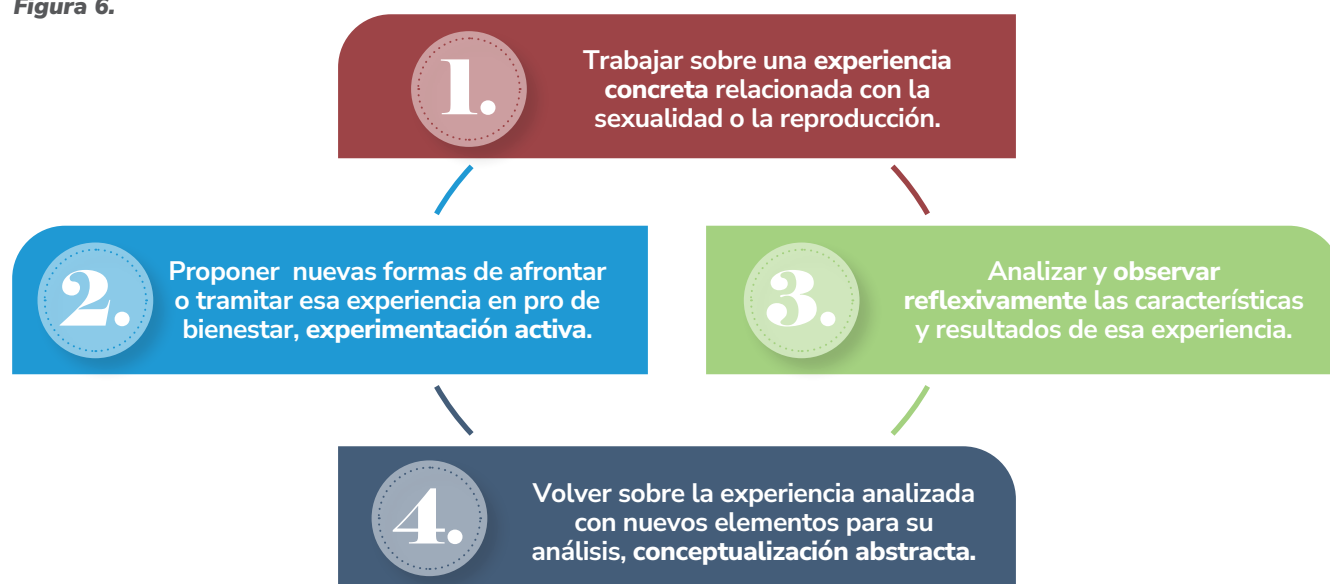 Figura 6.
1.
Trabajar sobre una experiencia
concreta relacionada con la
sexualidad o la reproducción.
2.
Proponer nuevas formas de afrontar
o tramitar esa experiencia en pro de
bienestar, experimentación activa.
3.
Analizar y observar
reflexivamente las características
y resultados de esa experiencia.
4.
Volver sobre la experiencia analizada
con nuevos elementos para su
análisis, conceptualización abstracta.